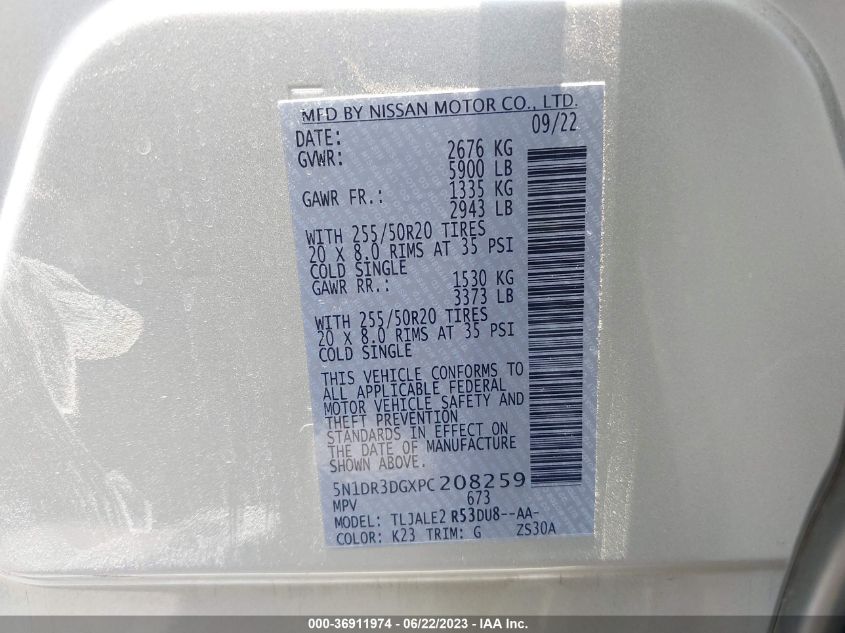 MFD BY NISSAN MOTOR CO., LTD.
DATE: 09/22
GVWR: 2676 KG
5900 LB
GAWR FR.: 1335 KG
2943 LB
WITH 255/50R20 TIRES
20 X 8.0 RIMS AT 35 PSI
COLD SINGLE
GAWR RR.: 1530 KG
3373 LB
WITH 255/50R20 TIRES
20 X 8.0 RIMS AT 35 PSI
COLD SINGLE
THIS VEHICLE CONFORMS TO
ALL APPLICABLE FEDERAL
MOTOR VEHICLE SAFETY AND
THEFT PREVENTION
STANDARDS IN EFFECT ON
THE DATE OF MANUFACTURE
SHOWN ABOVE.
5N1DR3DGXPC208259
MPV 673
MODEL: TLJALE2 R53DU8--AA-
COLOR: K23 TRIM: G ZS30A
000-36911974 - 06/22/2023 - Copyright © IAA, Inc.